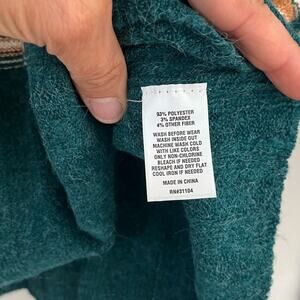 93% POLYESTER
3% SPANDEX
4% OTHER FIBER
WASH BEFORE WEAR
WASH INSIDE OUT
MACHINE WASH COLD
WITH LIKE COLORS
ONLY NON-CHLORINE
BLEACH IF NEEDED
RESHAPE AND DRY FLAT
COOL IRON IF NEEDED
MADE IN CHINA
RN#31104